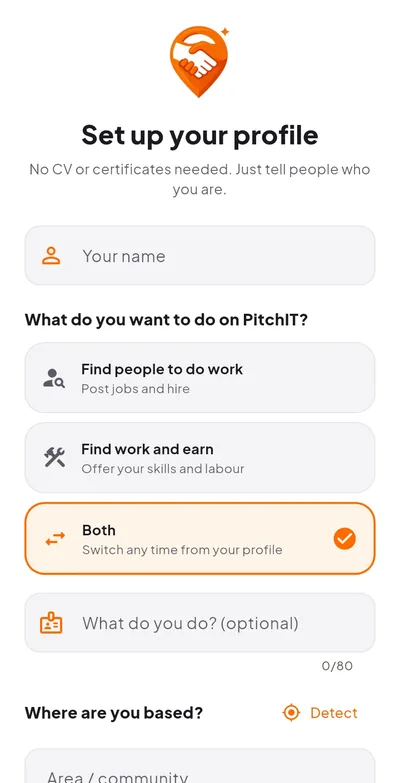 Set up your profile
No CV or certificates needed. Just tell people who
you are.
Your name
What do you want to do on PitchIT?
Find people to do work
Post jobs and hire
Find work and earn
Offer your skills and labour
Both
Switch any time from your profile
What do you do? (optional)
0/80
Where are you based?
Detect
Area / community